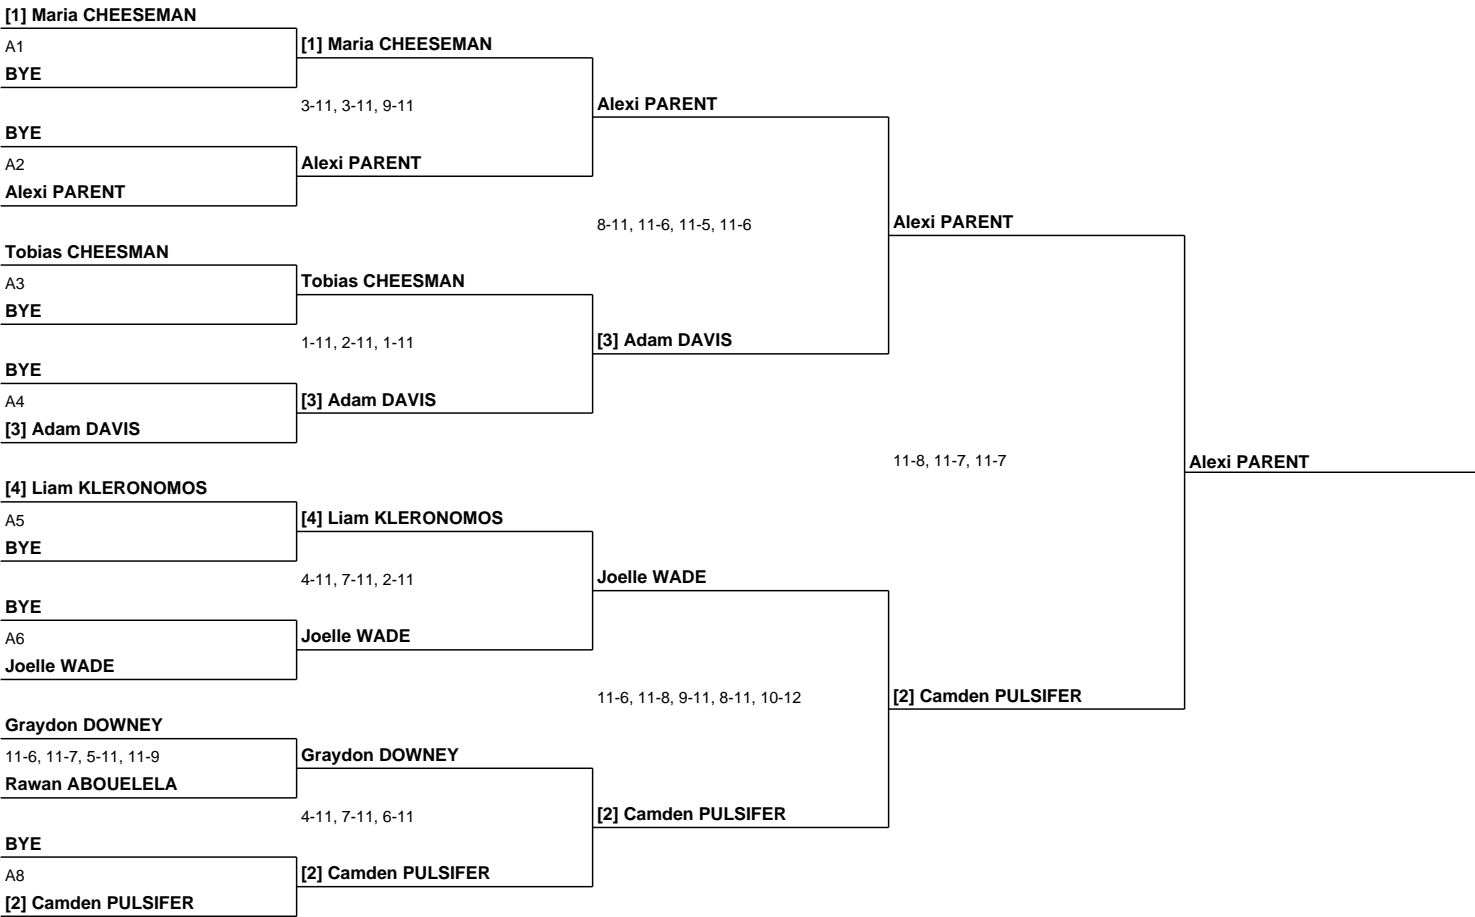 [1] Maria CHEESEMAN
A1
BYE
BYE
A2
Alexi PARENT
Tobias CHEESMAN
A3
BYE
BYE
A4
[3] Adam DAVIS
[4] Liam KLERONOMOS
A5
BYE
BYE
A6
Joelle WADE
Graydon DOWNEY
11-6, 11-7, 5-11, 11-9
Rawan ABOUELELA
BYE
A8
[2] Camden PULSIFER
[1] Maria CHEESEMAN
3-11, 3-11, 9-11
Alexi PARENT
Tobias CHEESMAN
1-11, 2-11, 1-11
[3] Adam DAVIS
[4] Liam KLERONOMOS
4-11, 7-11, 2-11
Joelle WADE
Graydon DOWNEY
4-11, 7-11, 6-11
[2] Camden PULSIFER
Alexi PARENT
8-11, 11-6, 11-5, 11-6
[3] Adam DAVIS
Joelle WADE
11-6, 11-8, 9-11, 8-11, 10-12
[2] Camden PULSIFER
Alexi PARENT
11-8, 11-7, 11-7
[2] Camden PULSIFER
Alexi PARENT